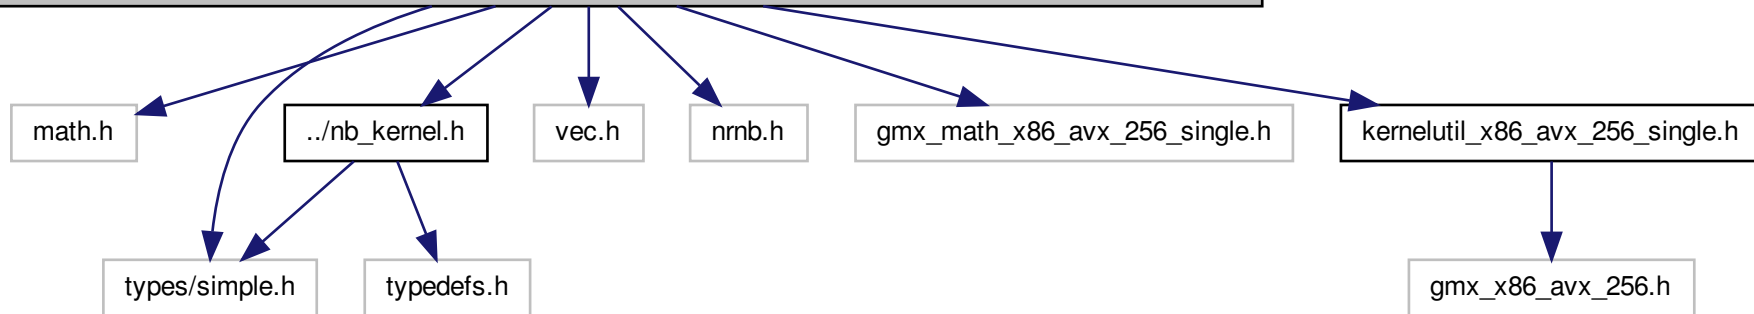 math.h
../nb_kernel.h
vec.h
nrnb.h
gmx_math_x86_avx_256_single.h
kernelutil_x86_avx_256_single.h
types/simple.h
typedefs.h
gmx_x86_avx_256.h